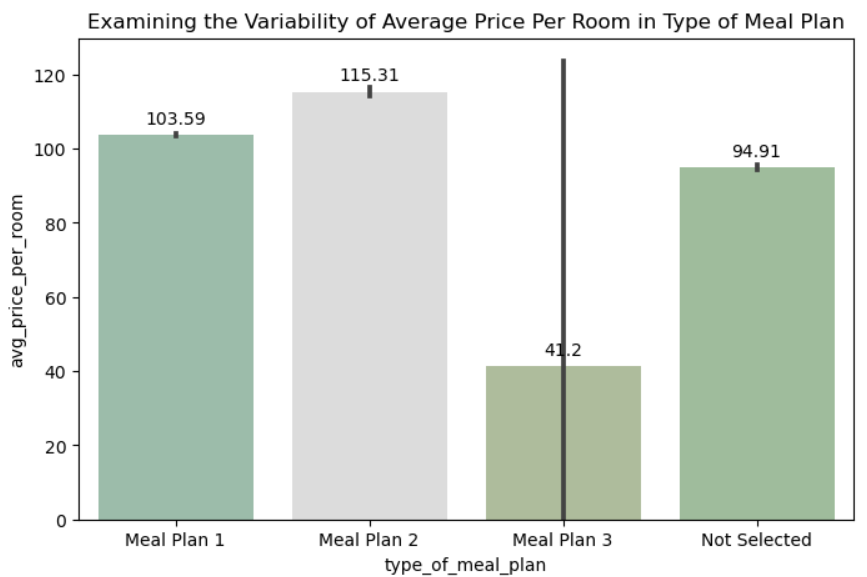 Examining the Variability of Average Price Per Room in Type of Meal Plan
avg_price_per_room
120
100
80
60
40
20
0
103.59
115.31
41.2
94.91
Meal Plan 1
Meal Plan 2
Meal Plan 3
Not Selected
type_of_meal_plan